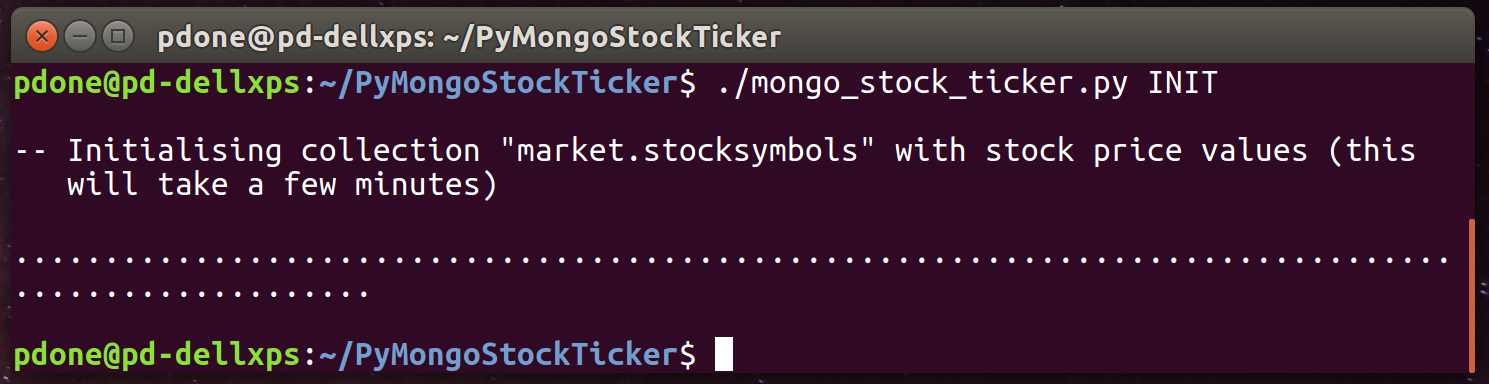 pdone@pd-dellxps: ~/PyMongoStockTicker
pdone@pd-dellxps:~/PyMongoStockTicker$ ./mongo_stock_ticker.py INIT
-- Initialising collection "market.stocksymbols" with stock price values (this
will take a few minutes)
................................................................................
....................
pdone@pd-dellxps:~/PyMongoStockTicker$